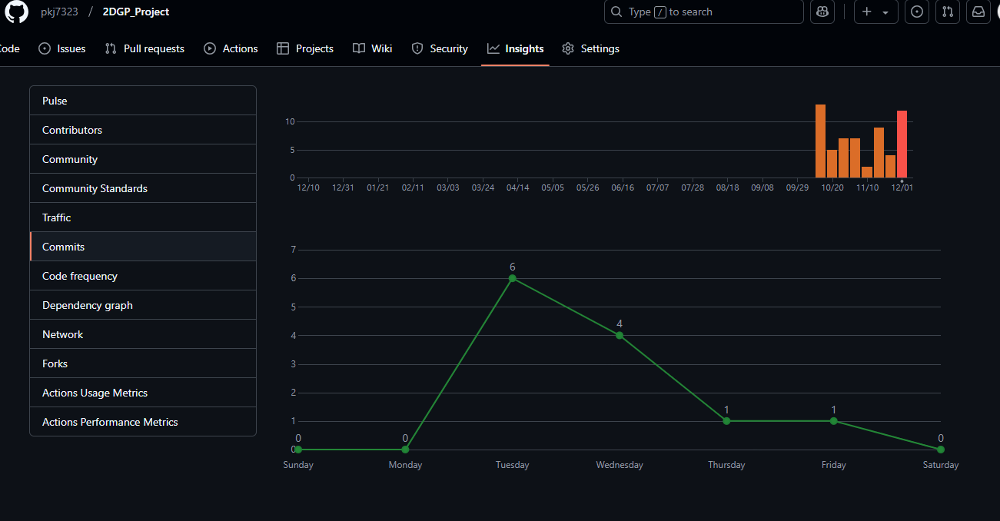 pkj7323 / 2DGP_Project
Type / to search
Code Issues Pull requests Actions Projects Wiki Security Insights Settings
Pulse
Contributors
Community
Community Standards
Traffic
Commits
Code frequency
Dependency graph
Network
Forks
Actions Usage Metrics
Actions Performance Metrics
10
5
0
12/10 12/31 01/21 02/11 03/03 03/24 04/14 05/05 05/26 06/16 07/07 07/28 08/18 09/08 09/29 10/20 11/10 12/01
7
6
5
4
3
2
1
0
0 0 6 4 1 1 0
Sunday Monday Tuesday Wednesday Thursday Friday Saturday